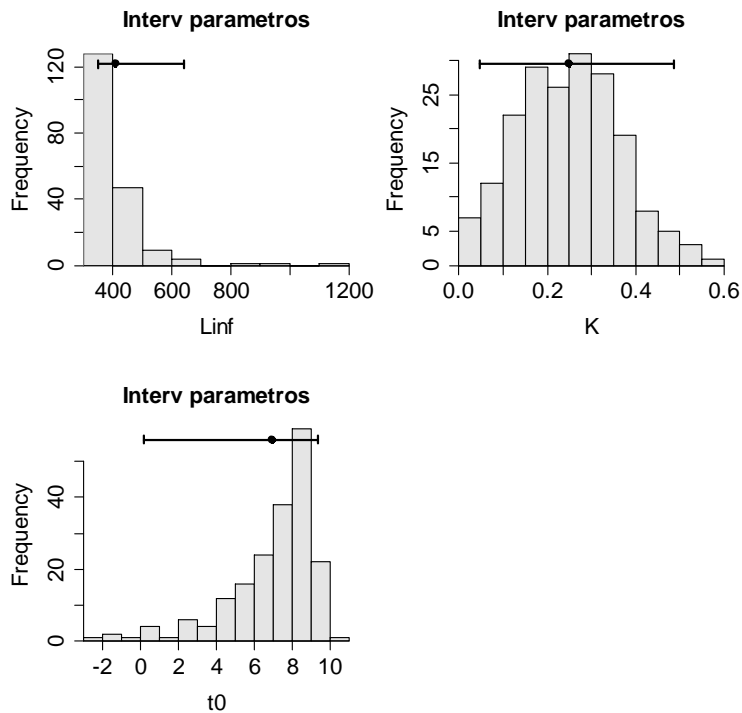 Interv parametros
Frequency
0 40 80 120
400 600 800 1200
Linf
Interv parametros
Frequency
5 15 25
0.0 0.2 0.4 0.6
K
Interv parametros
Frequency
0 20 40
-2 0 2 4 6 8 10
t0